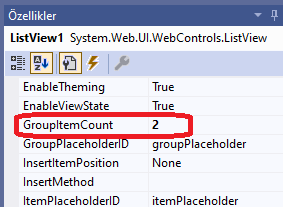 Özellikler
ListView1 System.Web.UI.WebControls.ListView
EnableTheming True
EnableViewState True
GroupItemCount 2
GroupPlaceholderID groupPlaceholder
InsertItemPosition None
InsertMethod
ItemPlaceholderID itemPlaceholder